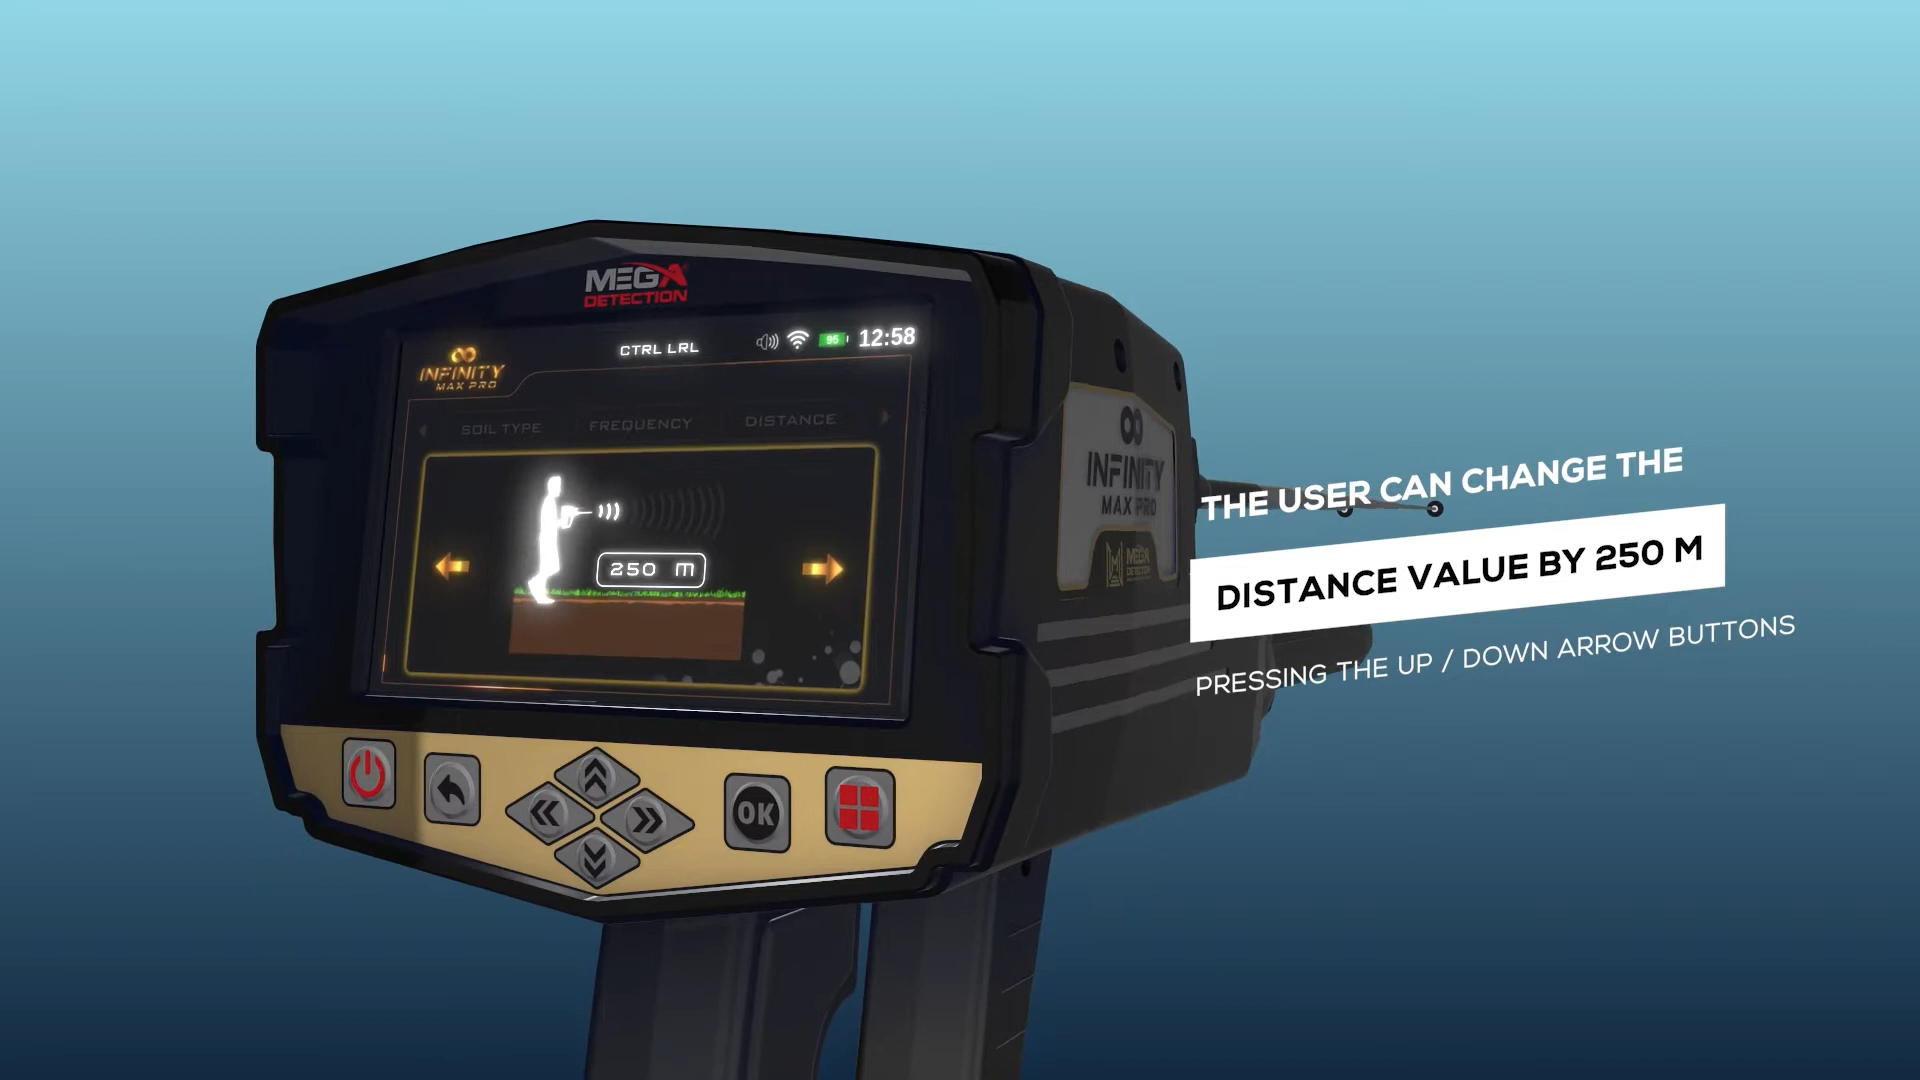 MEGA
DETECTION
CTRL LRL
95
12:58
INFINITY
MAX PRO
SOIL TYPE
FREQUENCY
DISTANCE
250 M
OK
INFINITY
MAX PRO
MEGA
DETECTION
THE USER CAN CHANGE THE
DISTANCE VALUE BY 250 M
PRESSING THE UP / DOWN ARROW BUTTONS